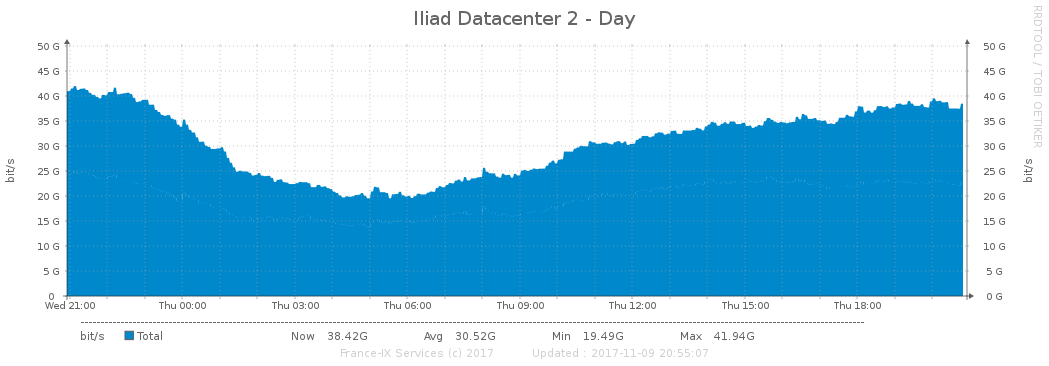 Iliad Datacenter 2 - Day
RRDTOOL / TOBI OETIKER
50 G 50 G
45 G 45 G
40 G 40 G
35 G 35 G
30 G 30 G
25 G 25 G
20 G 20 G
15 G 15 G
10 G 10 G
5 G 5 G
0 0 G
bit/s bit/s
Wed 21:00 Thu 00:00 Thu 03:00 Thu 06:00 Thu 09:00 Thu 12:00 Thu 15:00 Thu 18:00
bit/s Total Now 38.42G Avg 30.52G Min 19.49G Max 41.94G
France-IX Services (c) 2017 Updated : 2017-11-09 20:55:07